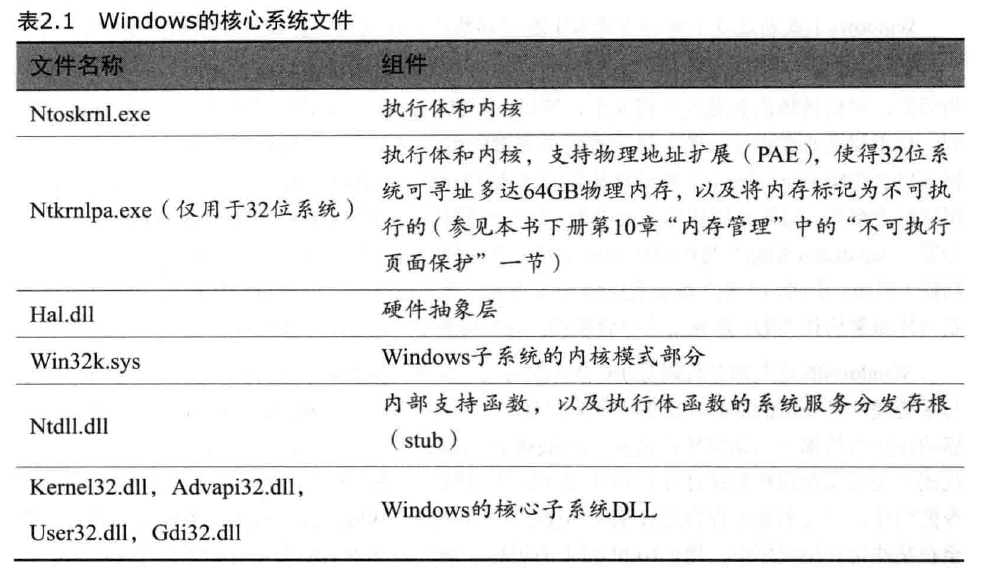 表2.1 Windows的核心系统文件
文件名称 组件
Ntoskrnl.exe 执行体和内核
执行体和内核，支持物理地址扩展（PAE），使得32位系
统可寻址多达64GB物理内存，以及将内存标记为不可执
Ntkrnlpa.exe（仅用于32位系统）
行的（参见本书下册第10章“内存管理”中的“不可执行
页面保护”一节）
Hal.dll 硬件抽象层
Win32k.sys Windows子系统的内核模式部分
Ntdll.dll 内部支持函数，以及执行体函数的系统服务分发存根
（stub）
Kernel32.dll，Advapi32.dll，
User32.dll，Gdi32.dll
Windows的核心子系统DLL